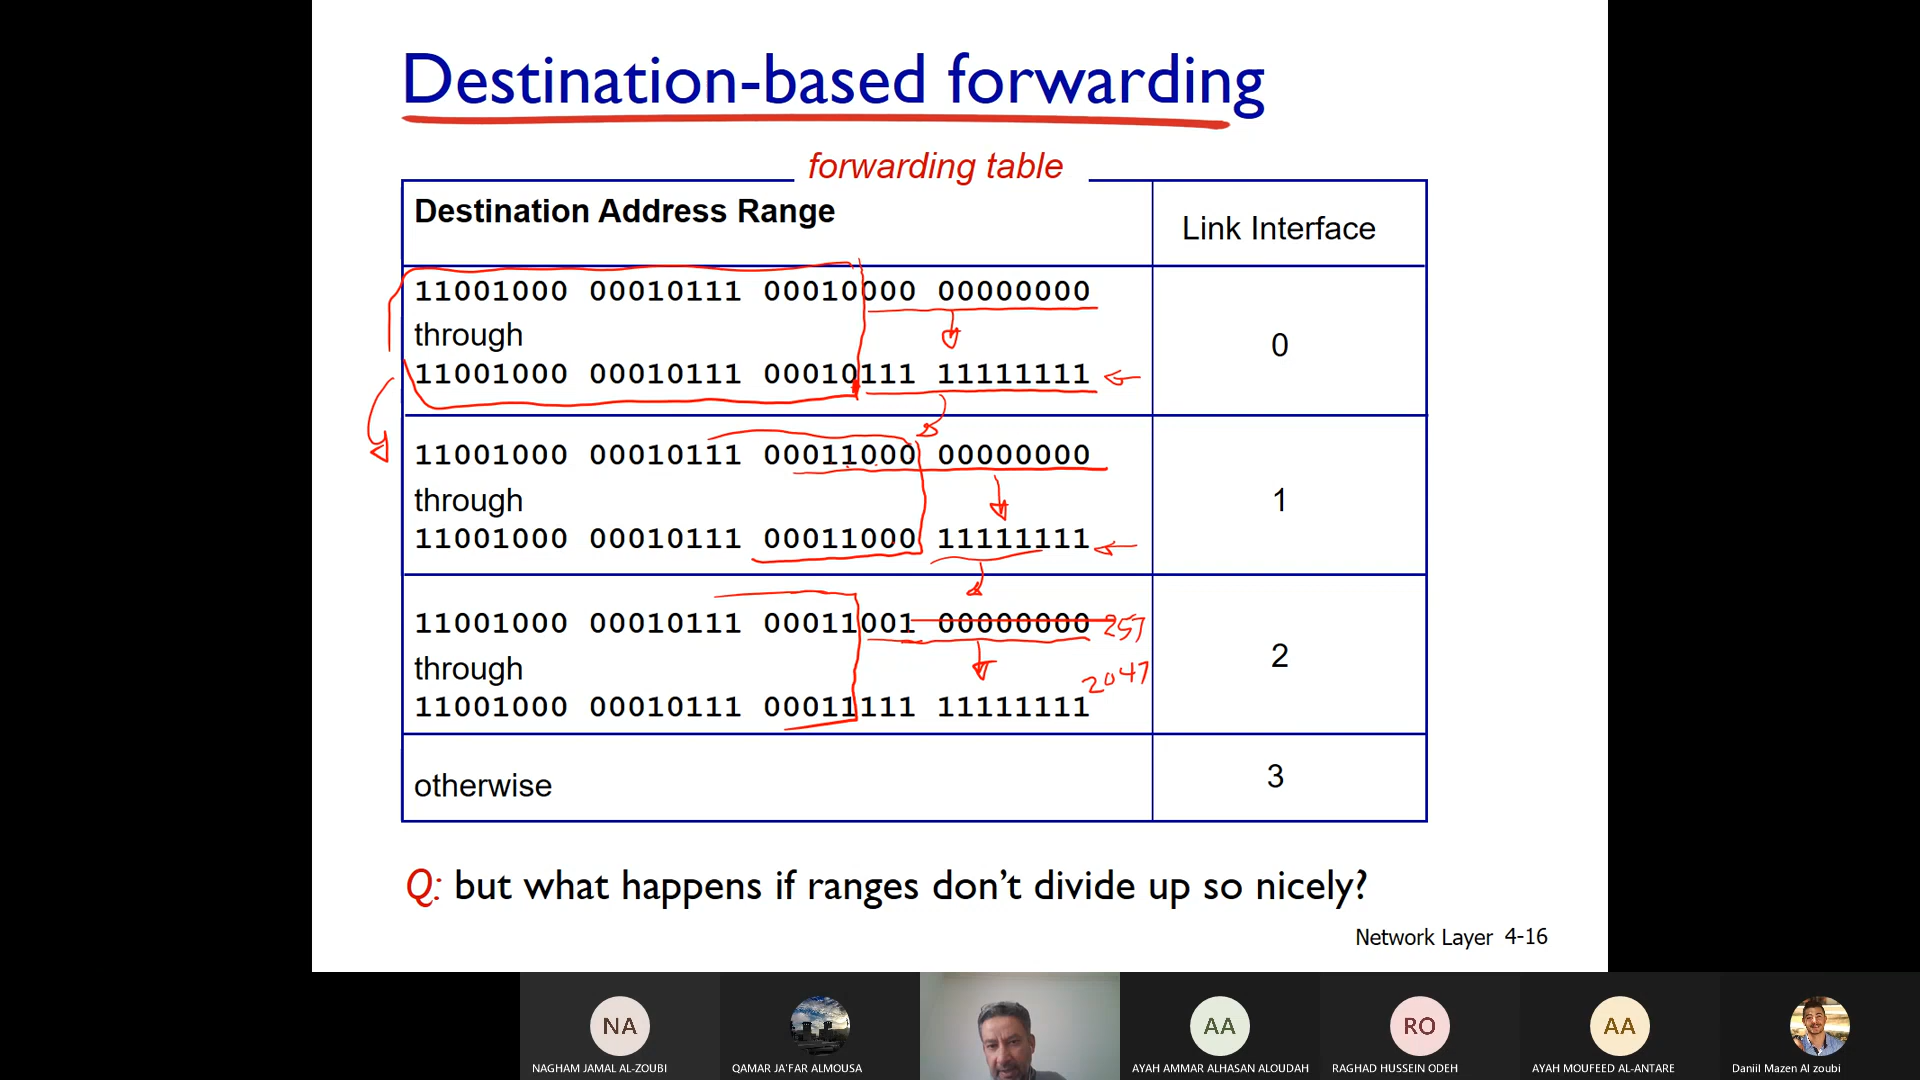 Destination-based forwarding
forwarding table
Destination Address Range
Link Interface
11001000 00010111 00010000 00000000
through
11001000 00010111 00010111 11111111
0
11001000 00010111 00011000 00000000
through
11001000 00010111 00011000 11111111
1
11001000 00010111 00011001 00000000
257
through
2047
11001000 00010111 00011111 11111111
2
otherwise
3
Q: but what happens if ranges don't divide up so nicely?
Network Layer 4-16
NA
AA
RO
AA
NAGHAM JAMAL AL-ZOUBI
QAMAR JA'FAR ALMOUSA
AYAH AMMAR ALHASAN ALOUDAH
RAGHAD HUSSEIN ODEH
AYAH MOUFEED AL-ANTARE
Daniil Mazen Al zoubi